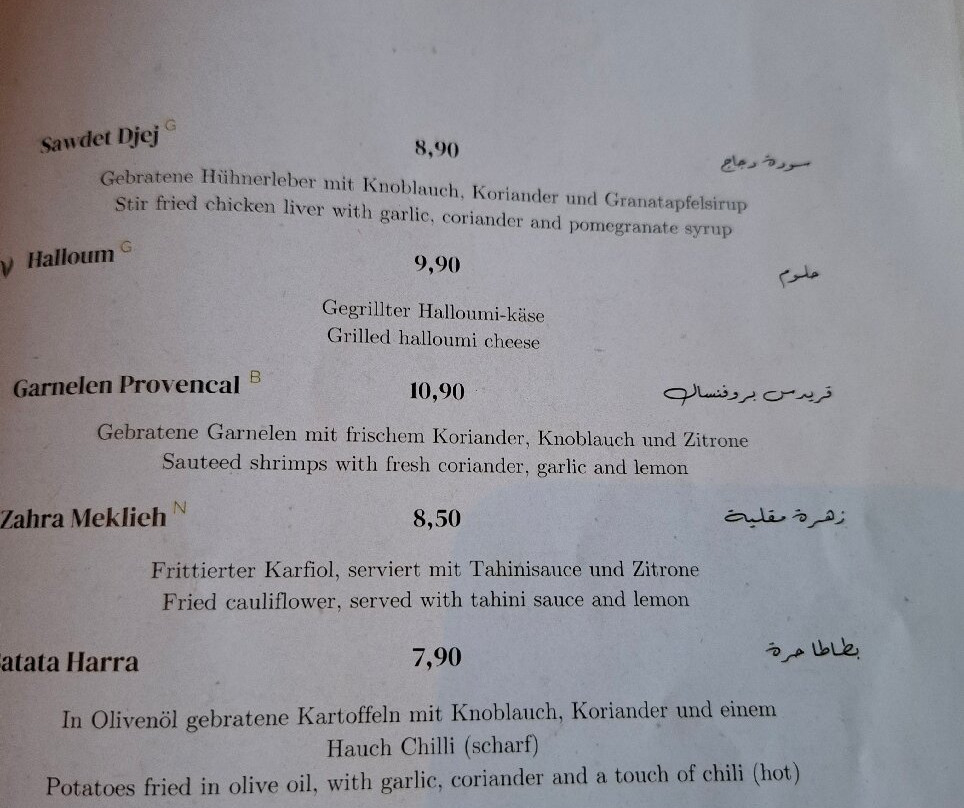 Sawdet Djej G 8,90 سودة دجاج
Gebratene Hühnerleber mit Knoblauch, Koriander und Granatapfelsirup
Stir fried chicken liver with garlic, coriander and pomegranate syrup
Halloum G 9,90 حلوم
Gegrillter Halloumi-käse
Grilled halloumi cheese
Garnelen Provencal B 10,90 قريدس بروفنسال
Gebratene Garnelen mit frischem Koriander, Knoblauch und Zitrone
Sauteed shrimps with fresh coriander, garlic and lemon
Zahra Meklieh N 8,50 زهرة مقلية
Frittierter Karfiol, serviert mit Tahinisauce und Zitrone
Fried cauliflower, served with tahini sauce and lemon
atata Harra 7,90 بطاطا حرة
In Olivenöl gebratene Kartoffeln mit Knoblauch, Koriander und einem
Hauch Chilli (scharf)
Potatoes fried in olive oil, with garlic, coriander and a touch of chili (hot)